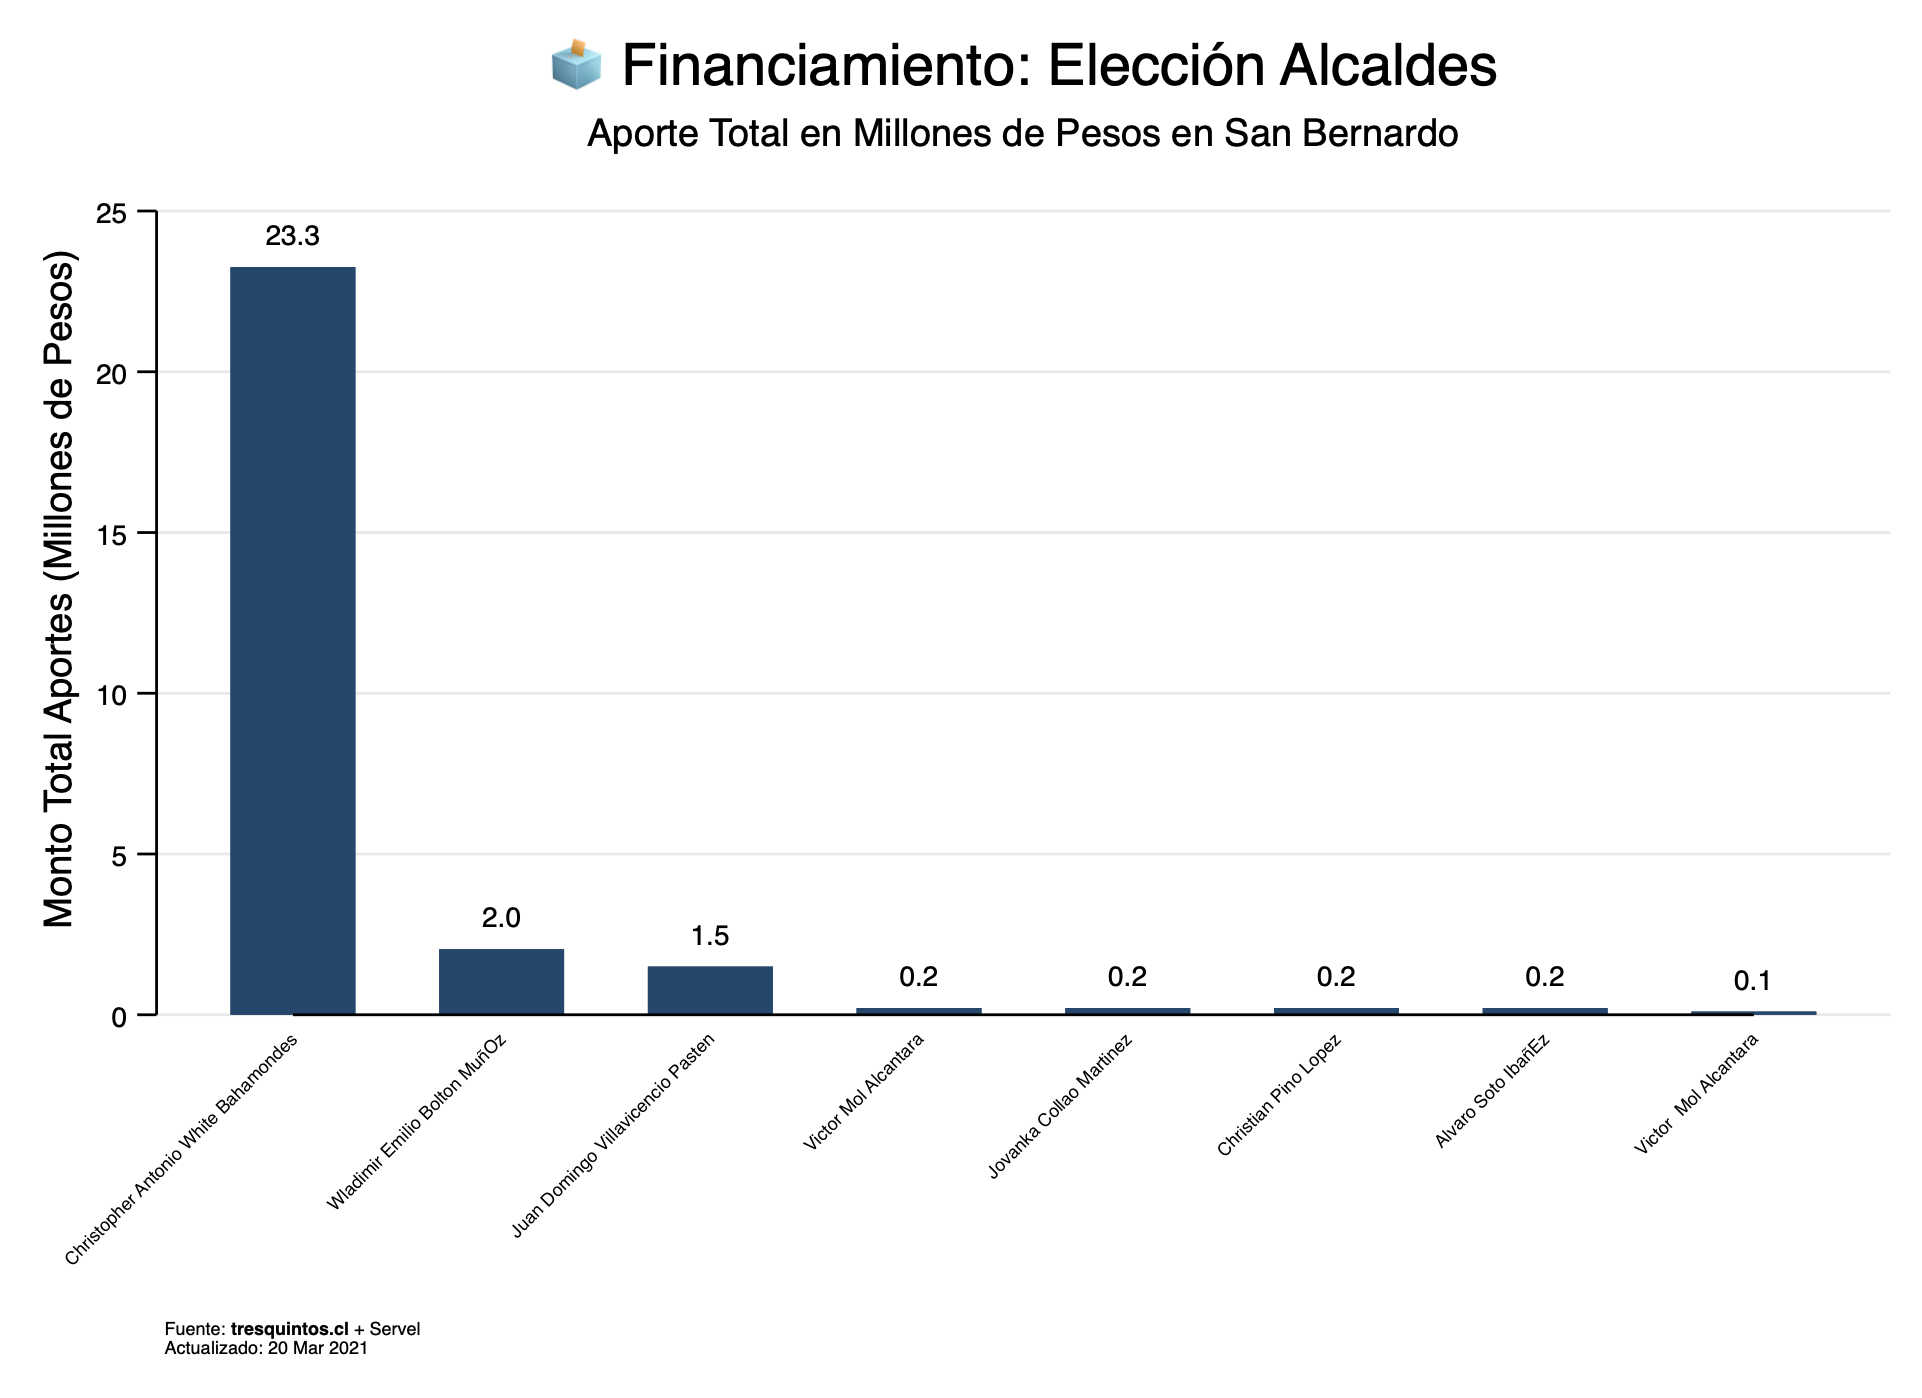 Financiamiento: Elección Alcaldes
Aporte Total en Millones de Pesos en San Bernardo
Monto Total Aportes (Millones de Pesos)
25
20
15
10
5
0
23.3
2.0
1.5
0.2
0.2
0.2
0.2
0.1
Christopher Antonio White Bahamondes
Wladimir Emilio Bolton MuñOz
Juan Domingo Villavicencio Pasten
Victor Mol Alcantara
Jovanka Collao Martinez
Christian Pino Lopez
Alvaro Soto IbañEz
Victor  Mol Alcantara
Fuente: tresquintos.cl + Servel
Actualizado: 20 Mar 2021